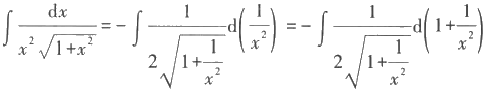 ∫ dx / (x² √(1+x²)) = − ∫ 1 / (2 √(1+ 1/x²)) d( 1/x² ) = − ∫ 1 / (2 √(1+ 1/x²)) d( 1+ 1/x² )